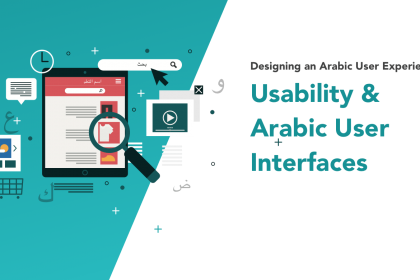 Designing an Arabic User Experie
Usability &
Arabic User
Interfaces
بحث
و
ع
ض
ك